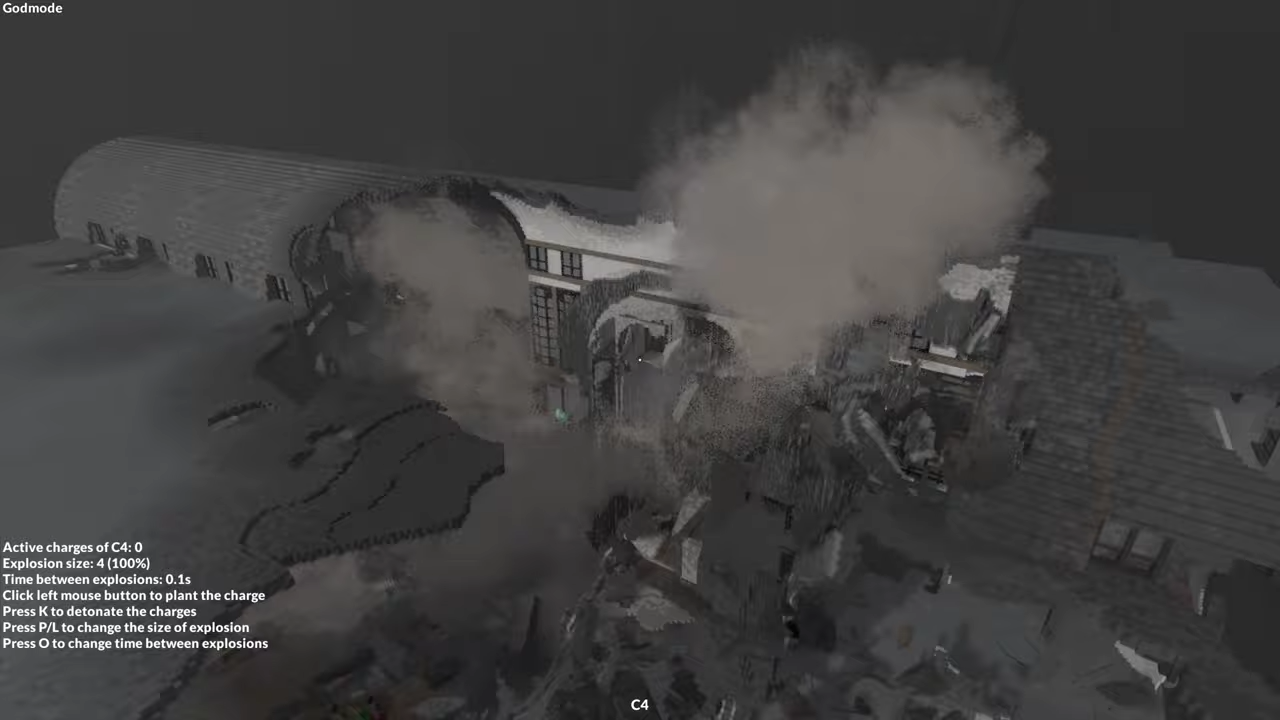 Godmode
Active charges of C4: 0
Explosion size: 4 (100%)
Time between explosions: 0.1s
Click left mouse button to plant the charge
Press K to detonate the charges
Press P/L to change the size of explosion
Press O to change time between explosions
C4